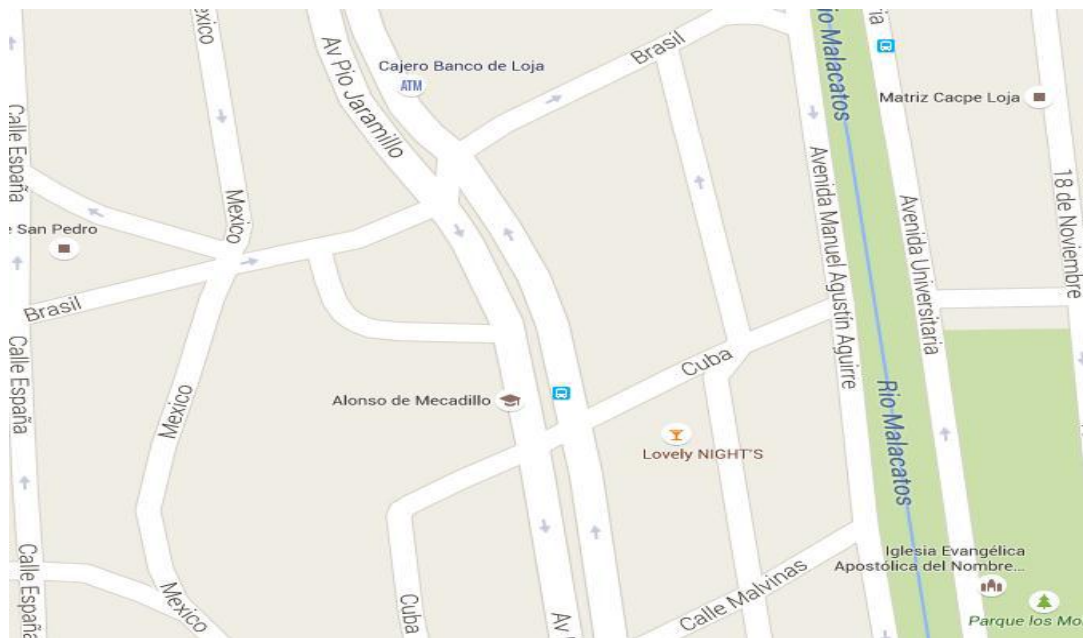 Mexico
Av Pio Jaramillo
Cajero Banco de Loja
ATM
Brasil
Rio Malacatos
Matriz Cacpe Loja
Calle España
Mexico
San Pedro
Avenida Manuel Agustín Aguirre
Avenida Universitaria
18 de Noviembre
Brasil
Calle España
Mexico
Alonso de Mecadillo
Cuba
Lovely NIGHT'S
Rio Malacatos
Calle España
Mexico
Cuba
Av
Calle Malvinas
Iglesia Evangélica
Apostólica del Nombre...
Parque los